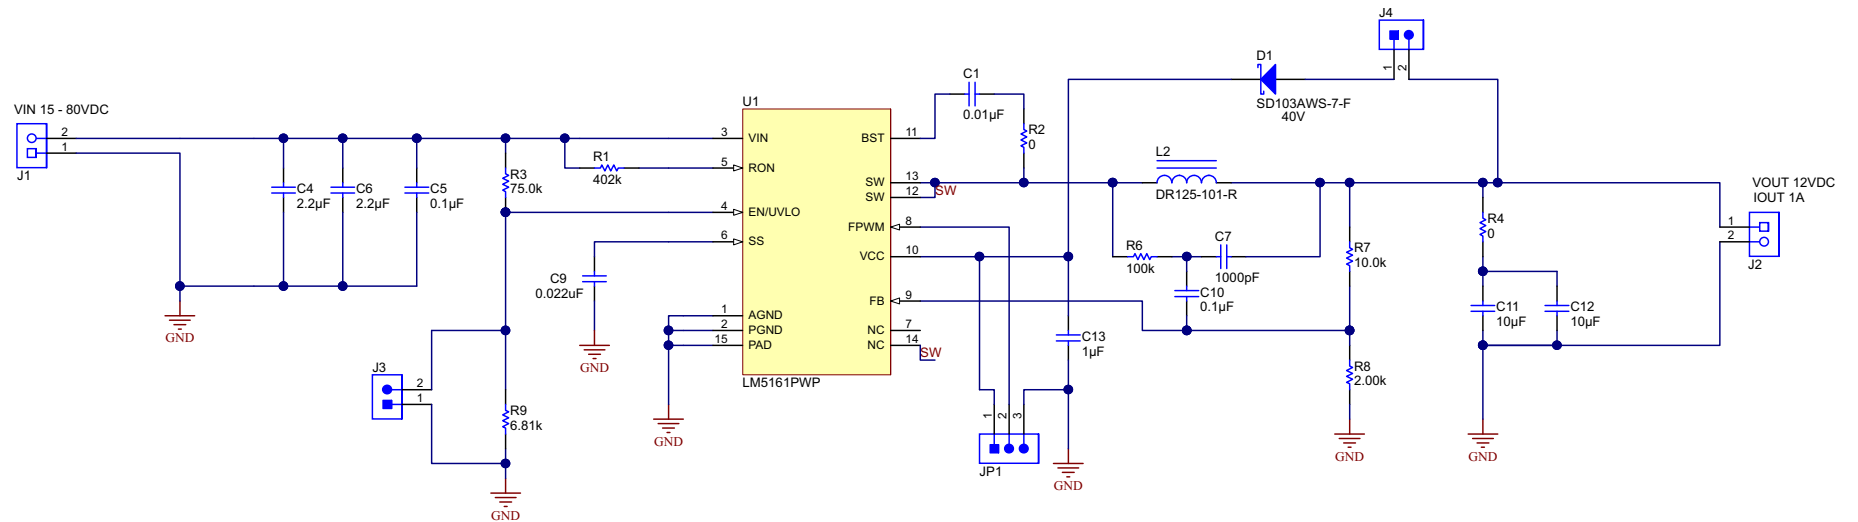 VIN 15 - 80VDC
2
1
J1
GND
C4
2.2µF
C6
2.2µF
C5
0.1µF
R3
75.0k
R1
402k
J3
2
1
R9
6.81k
GND
C9
0.022uF
GND
GND
U1
3 VIN
5 RON
4 EN/UVLO
6 SS
1 AGND
2 PGND
15 PAD
BST 11
SW 13
SW 12
FPWM 8
VCC 10
FB 9
NC 7
NC 14
LM5161PWP
SW
SW
C1
0.01µF
R2
0
1
2
3
JP1
C13
1µF
GND
D1
SD103AWS-7-F
40V
J4
1
2
L2
DR125-101-R
R6
100k
C7
1000pF
C10
0.1µF
R7
10.0k
R8
2.00k
GND
R4
0
C11
10µF
C12
10µF
GND
VOUT 12VDC
IOUT 1A
1
2
J2